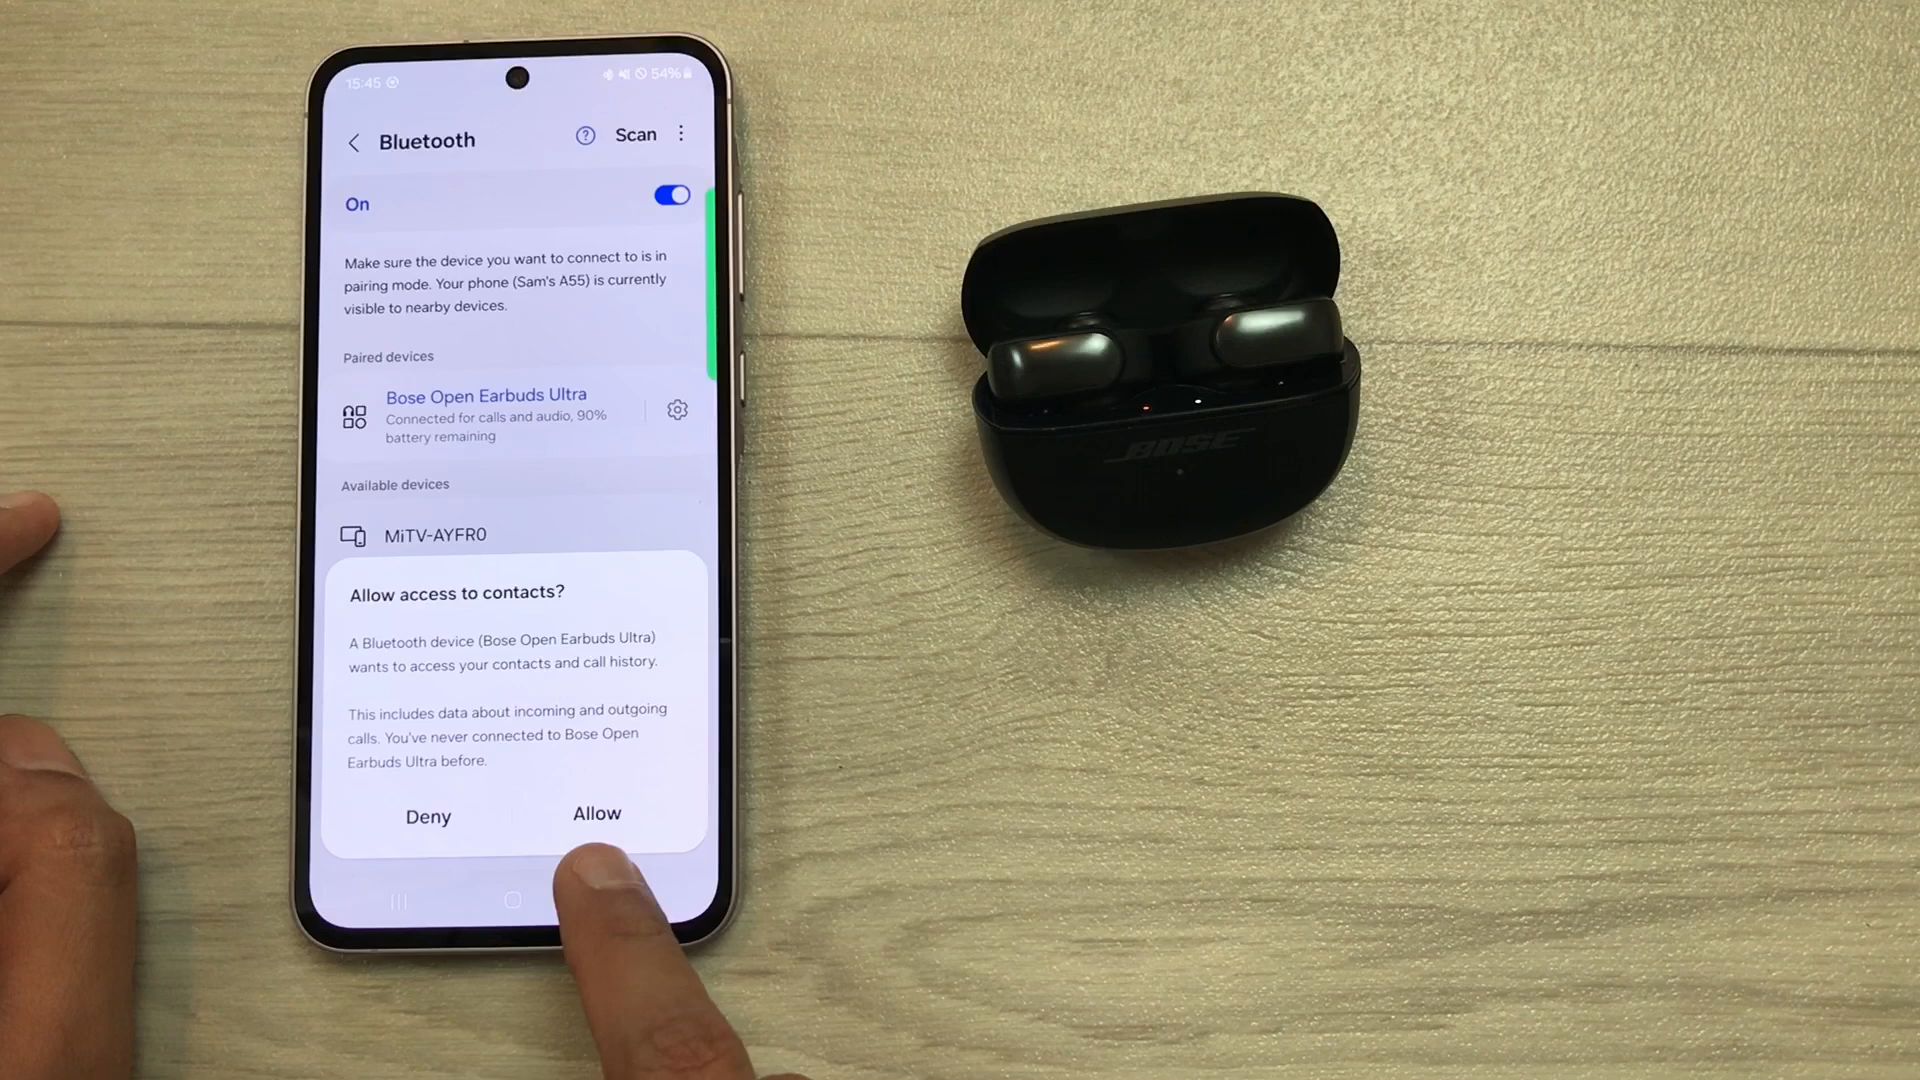 15:45
54%
Bluetooth
Scan
On
Make sure the device you want to connect to is in
pairing mode. Your phone (Sam's A55) is currently
visible to nearby devices.
Paired devices
Bose Open Earbuds Ultra
Connected for calls and audio, 90%
battery remaining
Available devices
MiTV-AYFR0
Allow access to contacts?
A Bluetooth device (Bose Open Earbuds Ultra)
wants to access your contacts and call history.
This includes data about incoming and outgoing
calls. You've never connected to Bose Open
Earbuds Ultra before.
Deny
Allow
BOSE